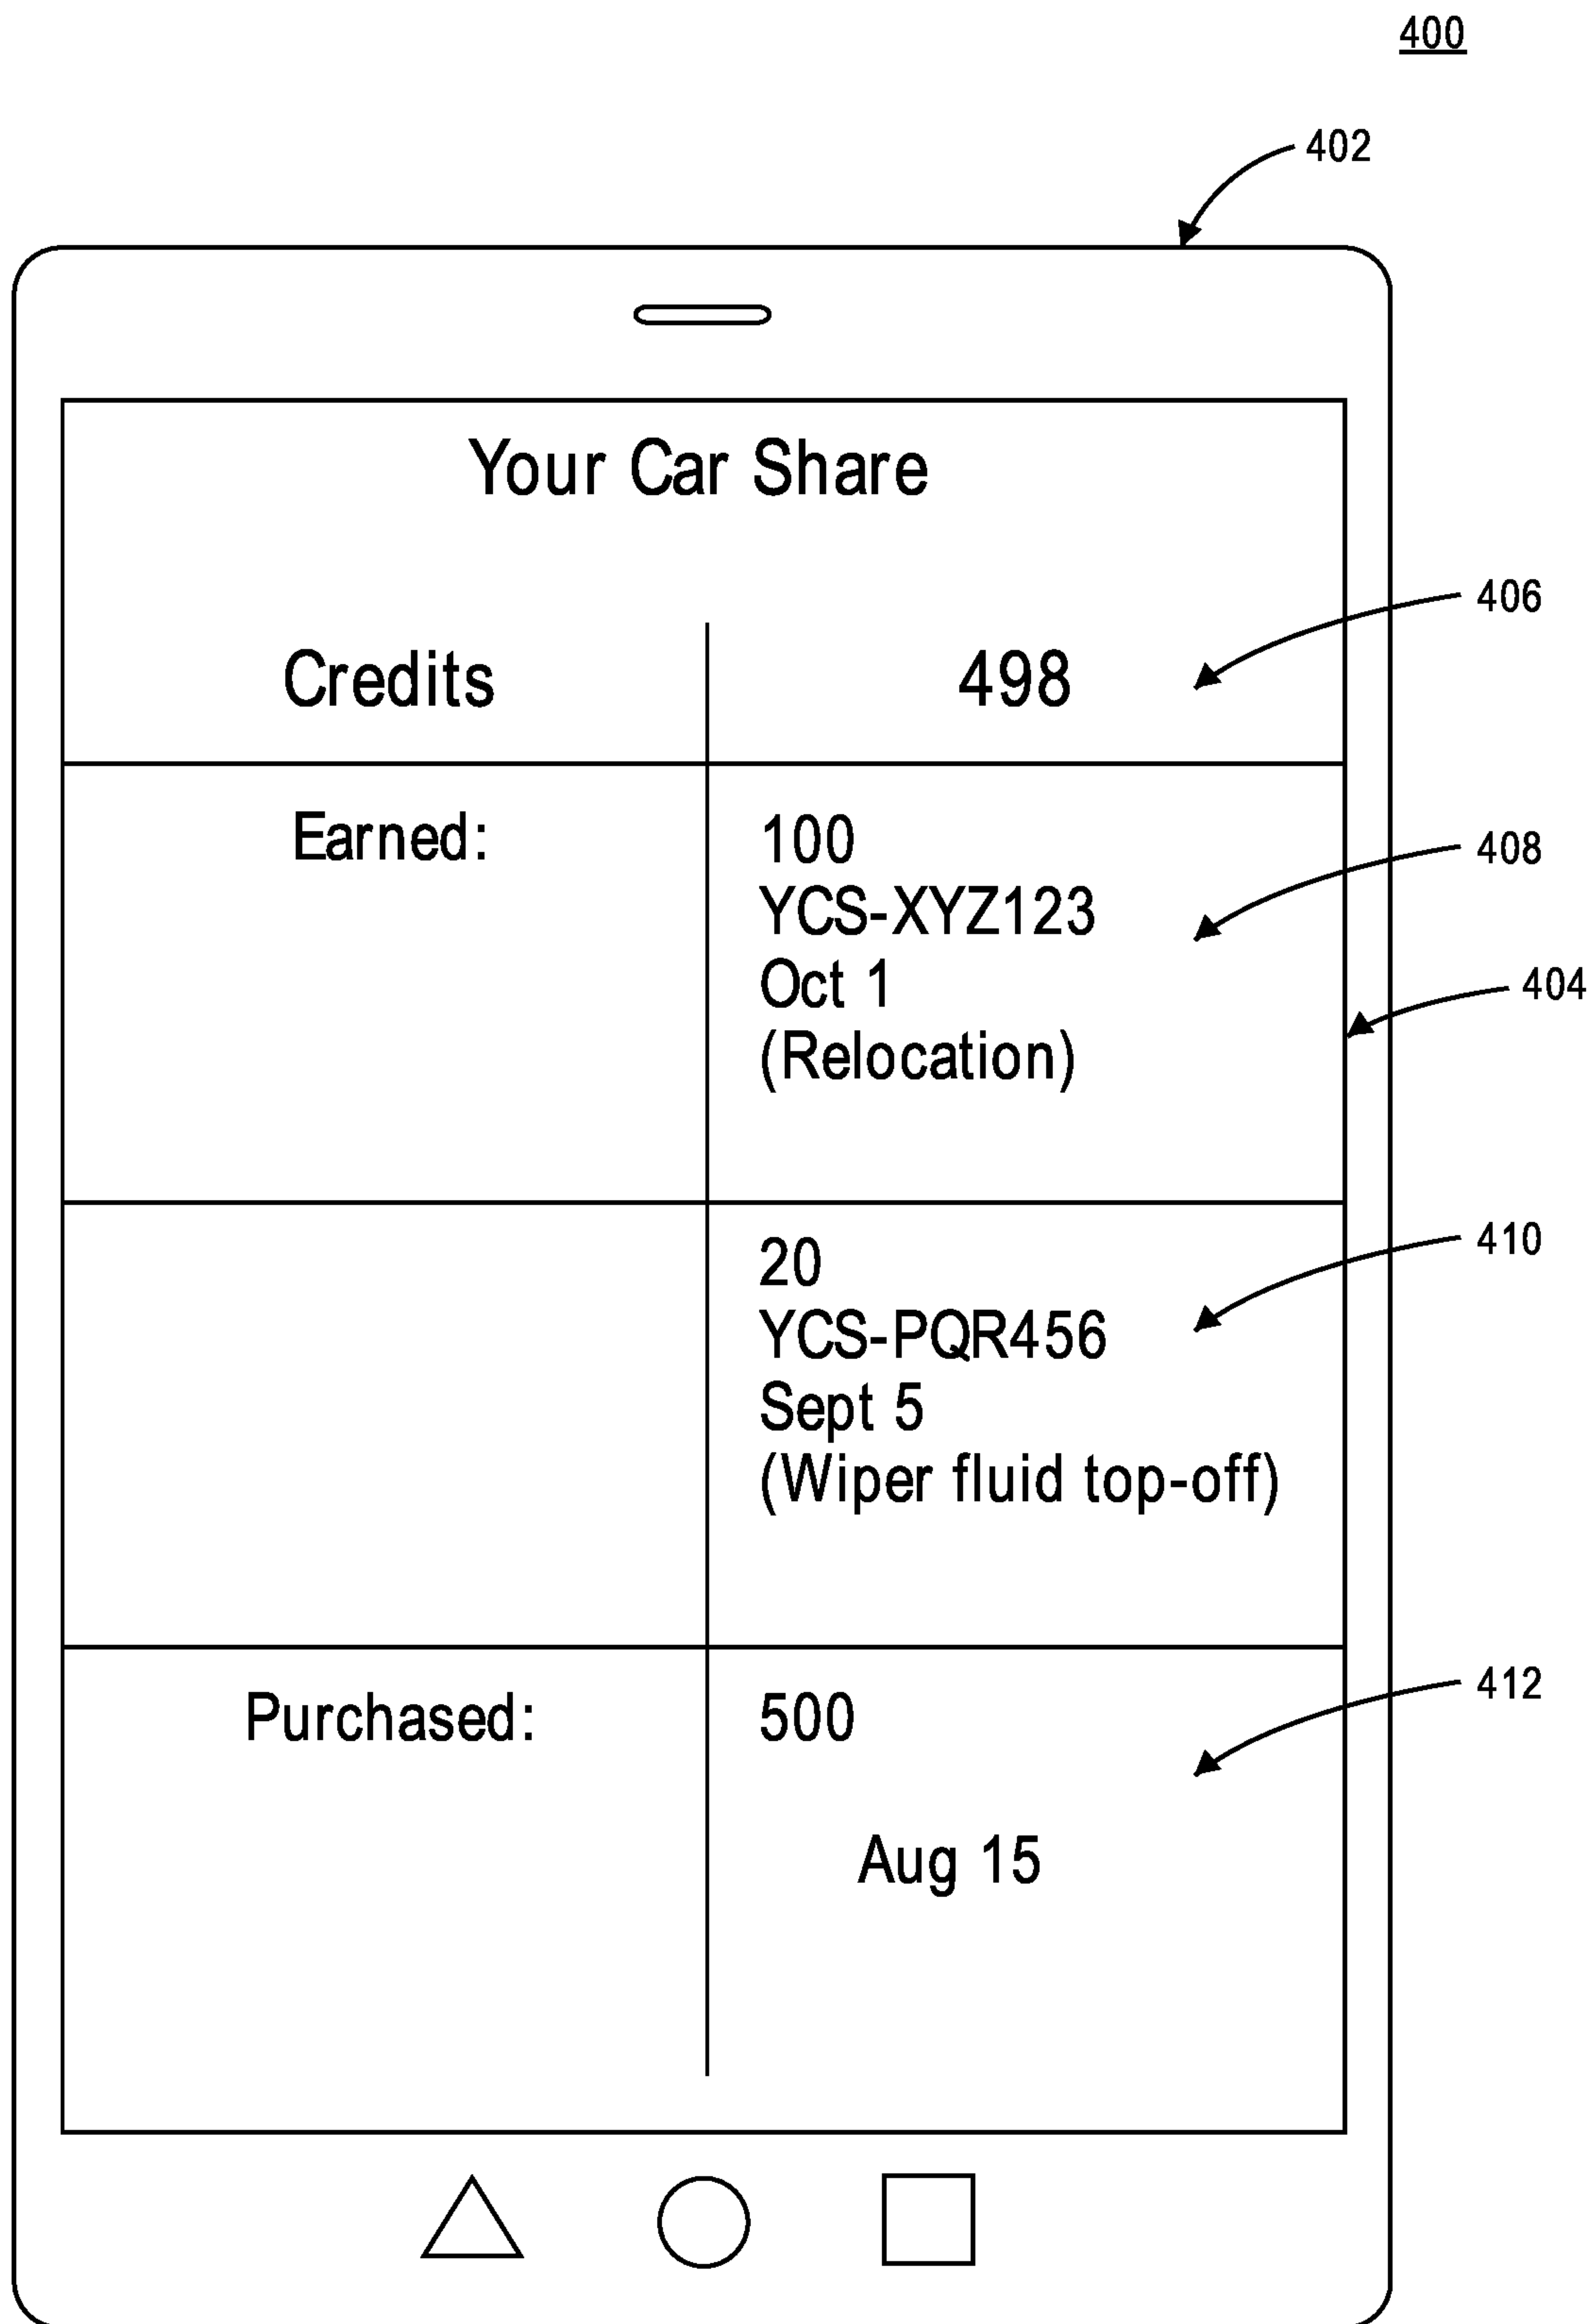 400
402
Your Car Share
406
Credits 498
Earned: 100
408
YCS-XYZ123
Oct 1
404
(Relocation)
20
410
YCS-PQR456
Sept 5
(Wiper fluid top-off)
412
Purchased: 500
Aug 15